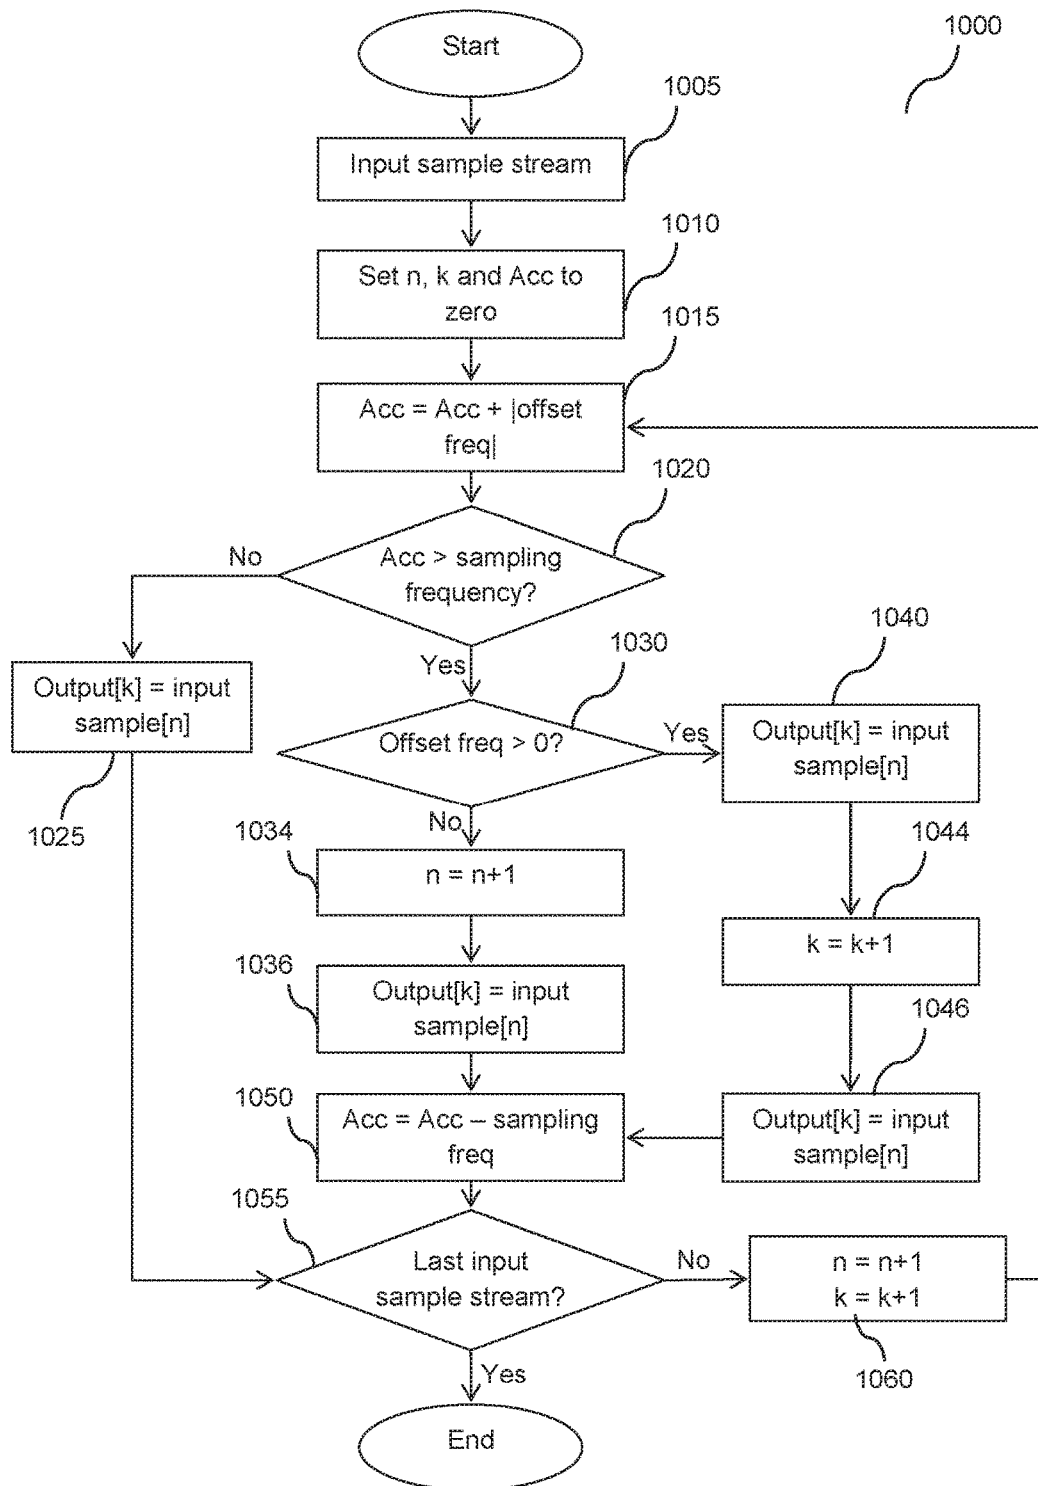 Start
1000
1005
Input sample stream
1010
Set n, k and Acc to
zero
1015
Acc = Acc + |offset
freq|
1020
No
Acc > sampling
frequency?
Yes
1030
1040
Output[k] = input
sample[n]
1025
Offset freq > 0?
Yes
Output[k] = input
sample[n]
No
1034
n = n+1
1044
k = k+1
1036
Output[k] = input
sample[n]
1046
Output[k] = input
sample[n]
1050
Acc = Acc – sampling
freq
1055
Last input
sample stream?
No
n = n+1
k = k+1
1060
Yes
End